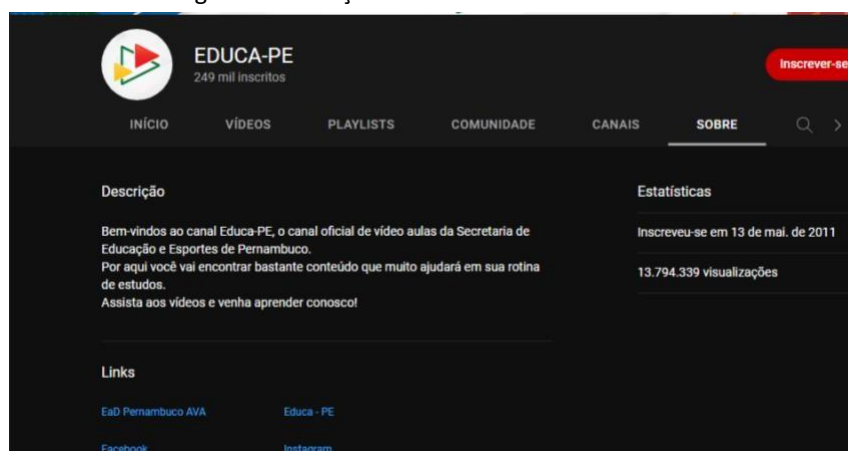 EDUCA-PE
249 mil inscritos
Inscrever-se
INÍCIO VÍDEOS PLAYLISTS COMUNIDADE CANAIS SOBRE
Descrição
Bem-vindos ao canal Educa-PE, o canal oficial de vídeo aulas da Secretaria de
Educação e Esportes de Pernambuco.
Por aqui você vai encontrar bastante conteúdo que muito ajudará em sua rotina
de estudos.
Assista aos vídeos e venha aprender conosco!
Estatísticas
Inscreveu-se em 13 de mai. de 2011
13.794.339 visualizações
Links
EaD Pernambuco AVA Educa - PE
Facebook Instagram